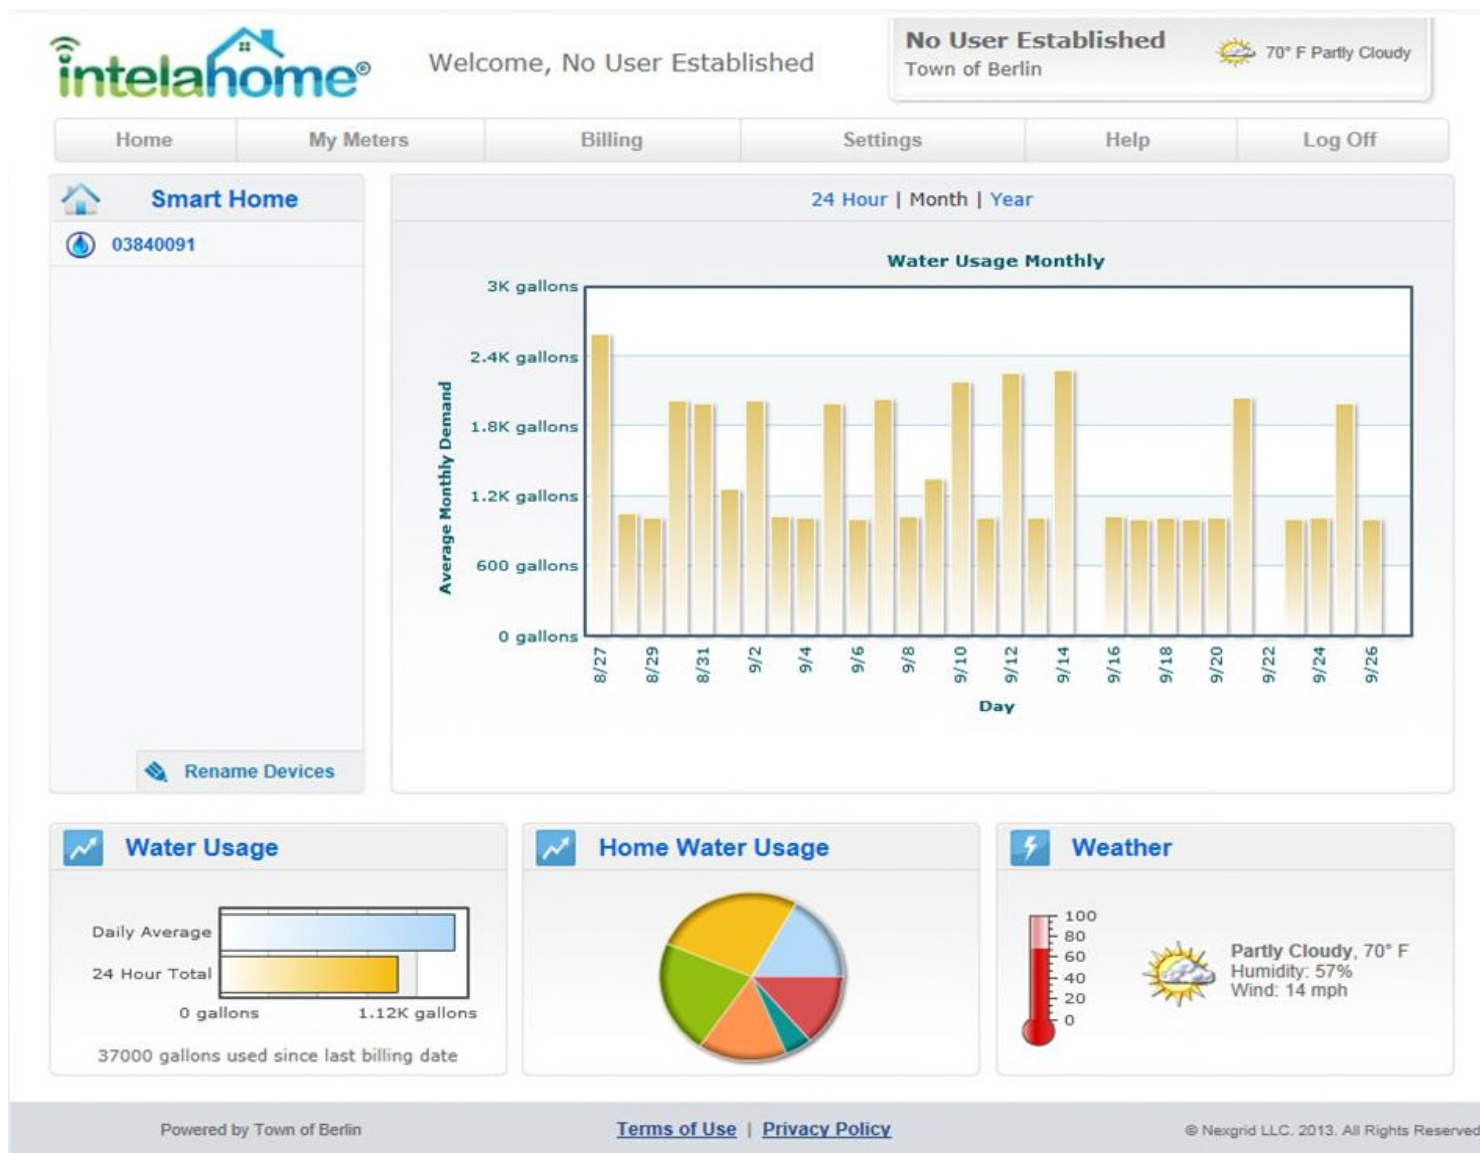 intelahome®
Welcome, No User Established
No User Established
Town of Berlin
70° F Partly Cloudy
Home
My Meters
Billing
Settings
Help
Log Off
Smart Home
03840091
Rename Devices
24 Hour | Month | Year
Water Usage Monthly
Average Monthly Demand
3K gallons
2.4K gallons
1.8K gallons
1.2K gallons
600 gallons
0 gallons
8/27
8/29
8/31
9/2
9/4
9/6
9/8
9/10
9/12
9/14
9/16
9/18
9/20
9/22
9/24
9/26
Day
Water Usage
Daily Average
24 Hour Total
0 gallons
1.12K gallons
37000 gallons used since last billing date
Home Water Usage
Weather
100
80
60
40
20
0
Partly Cloudy, 70° F
Humidity: 57%
Wind: 14 mph
Powered by Town of Berlin
Terms of Use | Privacy Policy
© Nexgrid LLC. 2013. All Rights Reserved